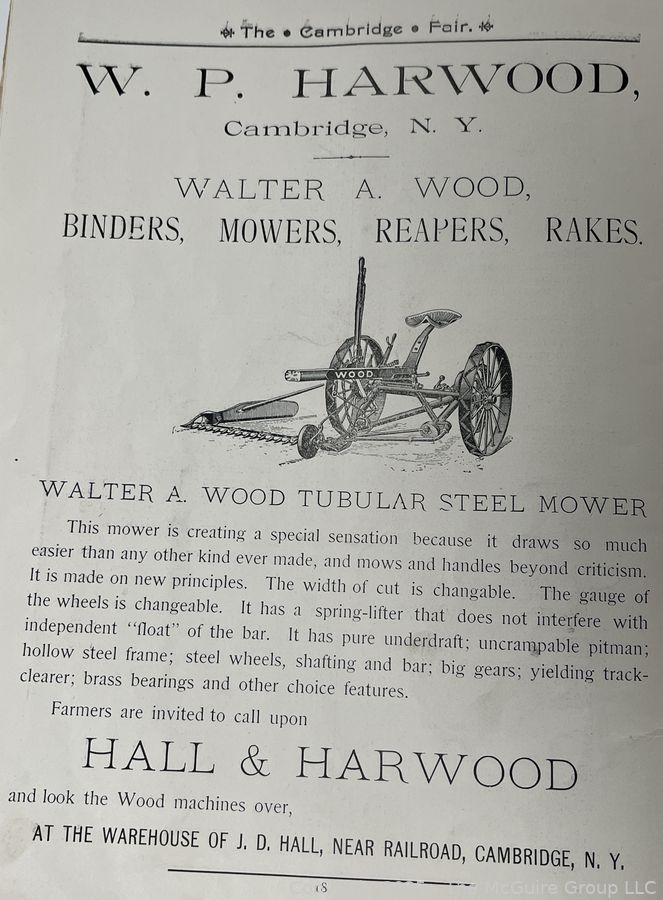 The • Cambridge • Fair.
W. P. HARWOOD,
Cambridge, N. Y.
WALTER A. WOOD,
BINDERS, MOWERS, REAPERS, RAKES.
WOOD
WALTER A. WOOD TUBULAR STEEL MOWER
This mower is creating a special sensation because it draws so much
easier than any other kind ever made, and mows and handles beyond criticism.
It is made on new principles. The width of cut is changable. The gauge of
the wheels is changeable. It has a spring-lifter that does not interfere with
independent "float" of the bar. It has pure underdraft; uncrampable pitman;
hollow steel frame; steel wheels, shafting and bar; big gears; yielding track-
clearer; brass bearings and other choice features.
Farmers are invited to call upon
HALL & HARWOOD
and look the Wood machines over,
AT THE WAREHOUSE OF J. D. HALL, NEAR RAILROAD, CAMBRIDGE, N. Y.
McGuire Group LLC